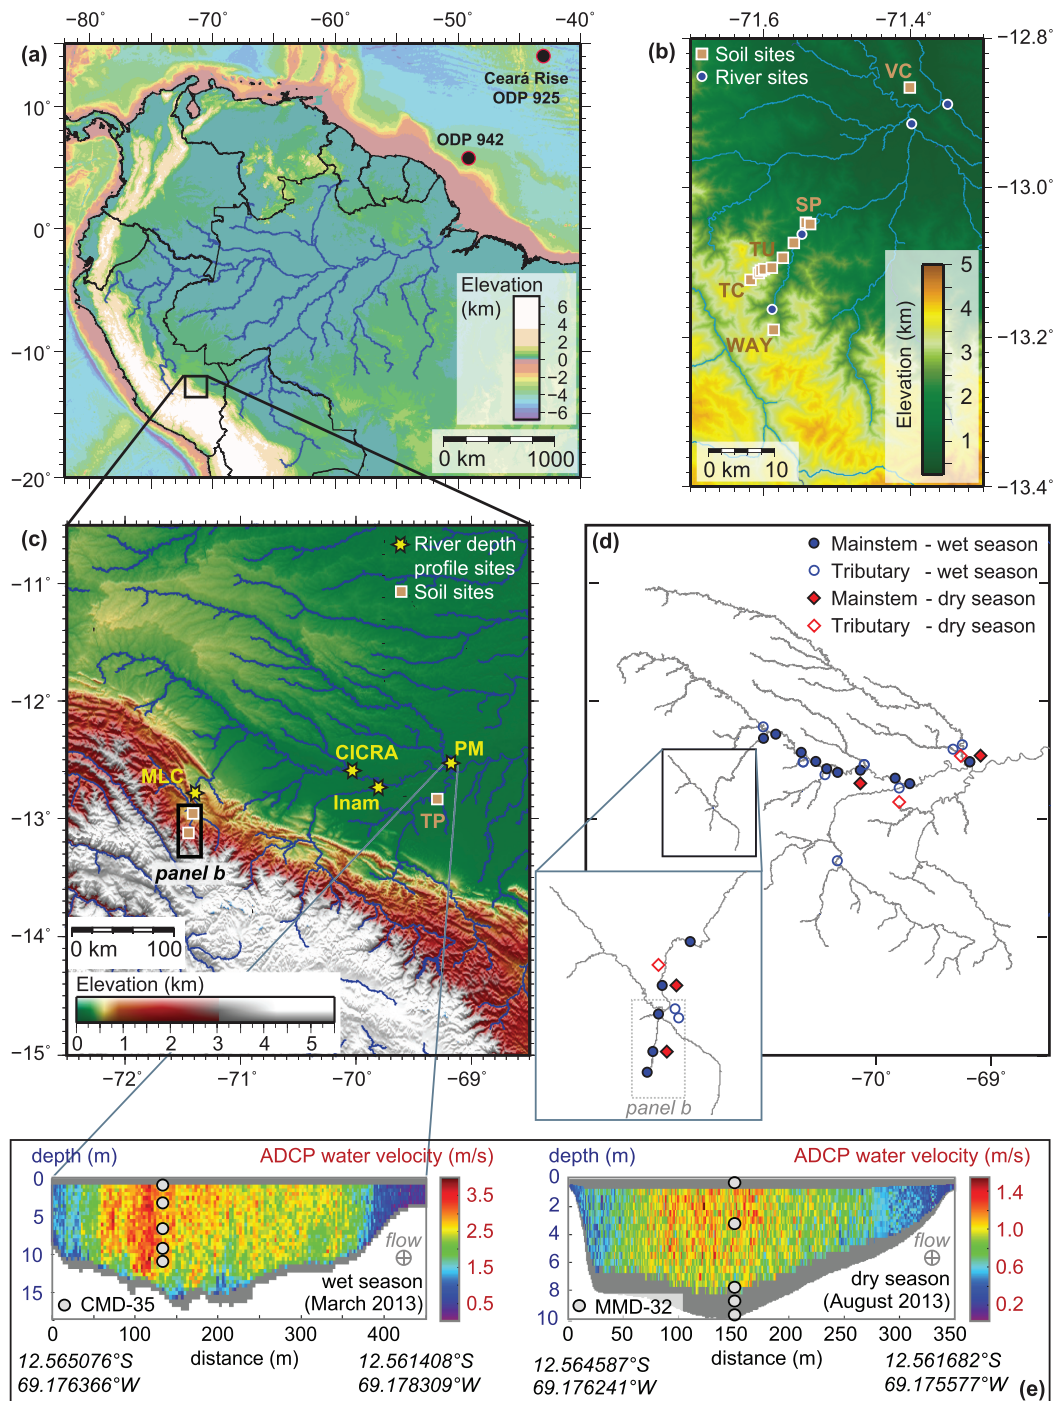 −80° −70° −60° −50° −40°
(a)
Ceará Rise
ODP 925
ODP 942
10°
0°
−10°
−20°
Elevation
(km)
6
4
2
0
−2
−4
−6
0 km 1000
−71.6° −71.4°
(b)
Soil sites
River sites
VC
SP
TU
TC
WAY
−12.8°
−13.0°
−13.2°
−13.4°
Elevation (km)
5
4
3
2
1
0 km 10
(c)
River depth
profile sites
Soil sites
−11°
−12°
−13°
−14°
−15°
CICRA
PM
MLC
Inam
TP
panel b
0 km 100
Elevation (km)
0 1 2 3 4 5
−72° −71° −70° −69°
(d)
Mainstem - wet season
Tributary - wet season
Mainstem - dry season
Tributary - dry season
panel b
−70° −69°
depth (m) ADCP water velocity (m/s)
0
5
10
15
3.5
2.5
1.5
0.5
flow
wet season
(March 2013)
CMD-35
0 100 200 300 400
distance (m)
12.565076°S
69.176366°W
12.561408°S
69.178309°W
depth (m) ADCP water velocity (m/s)
0
2
4
6
8
10
1.4
1.0
0.6
0.2
flow
dry season
(August 2013)
MMD-32
0 50 100 150 200 250 300 350
distance (m)
12.564587°S
69.176241°W
12.561682°S
69.175577°W
(e)